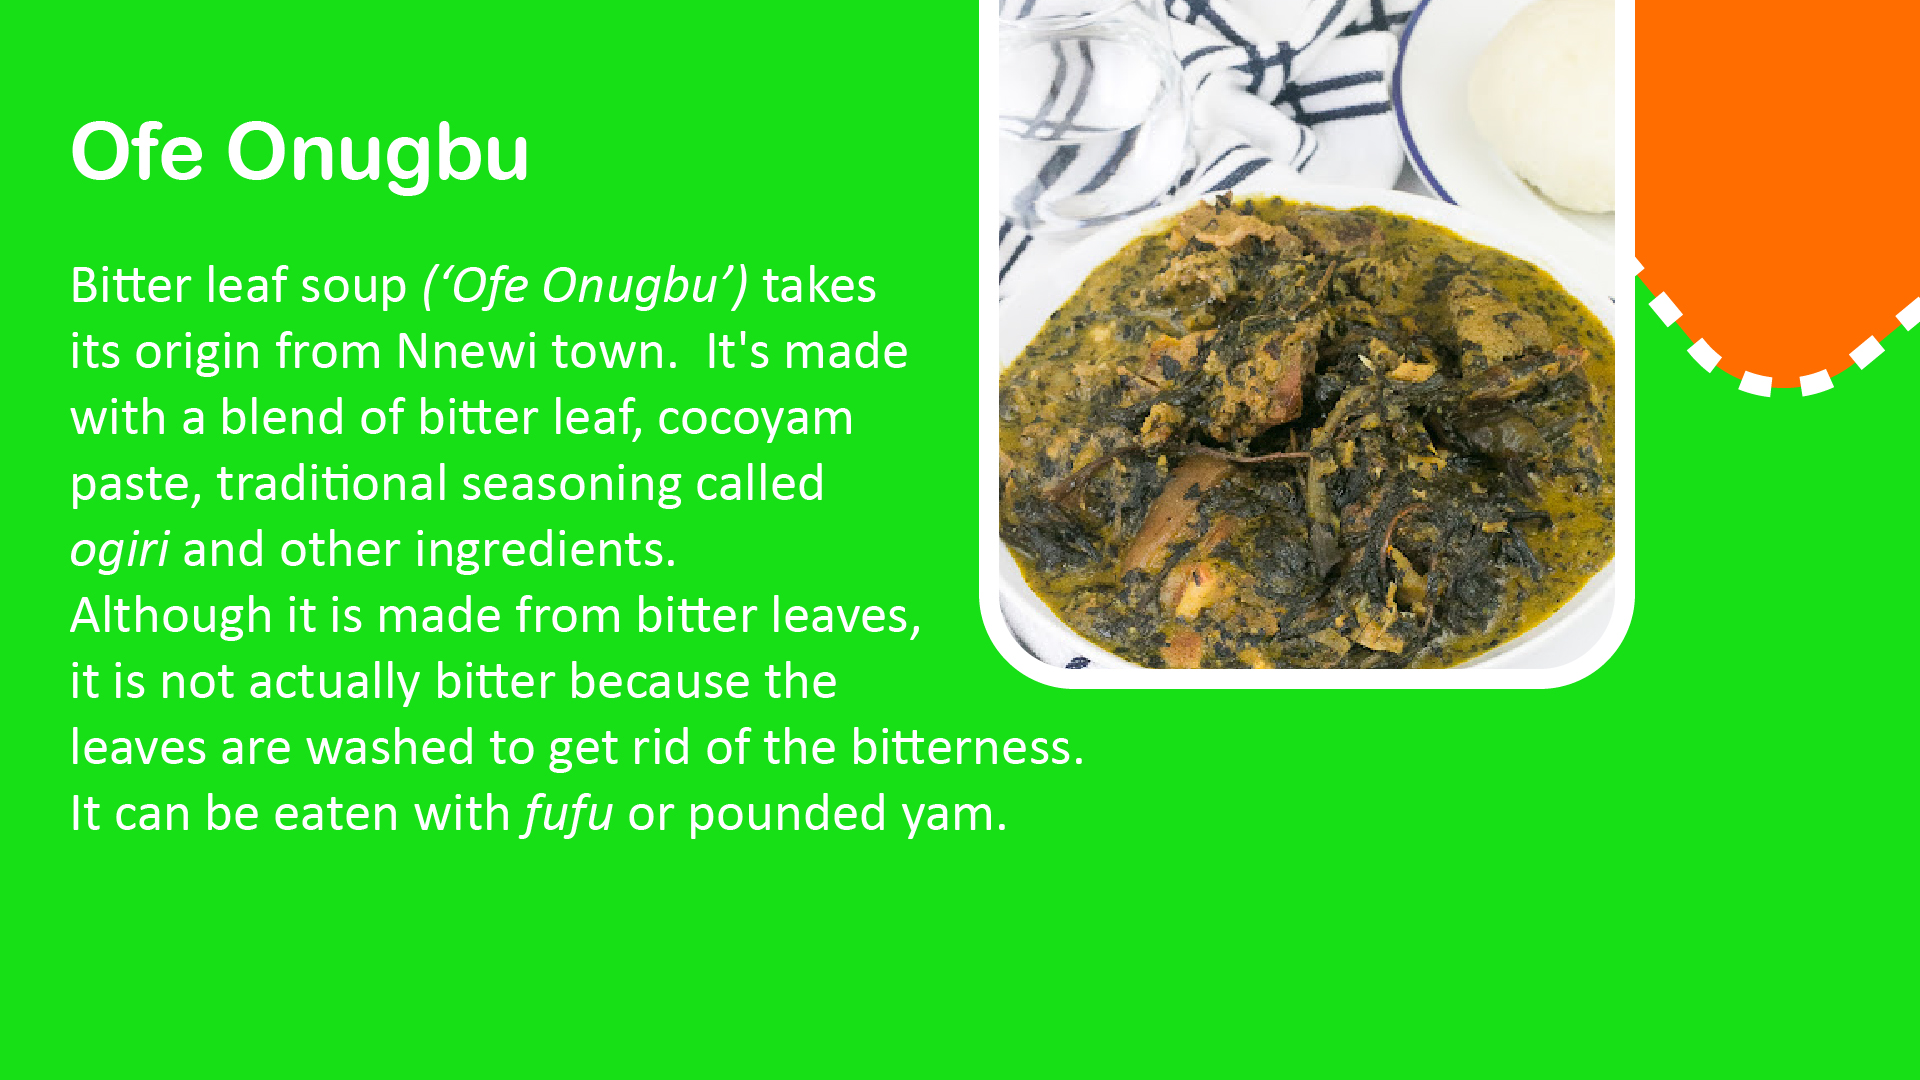 Ofe Onugbu
Bitter leaf soup (‘Ofe Onugbu’) takes
its origin from Nnewi town.  It's made
with a blend of bitter leaf, cocoyam
paste, traditional seasoning called
ogiri and other ingredients.
Although it is made from bitter leaves,
it is not actually bitter because the
leaves are washed to get rid of the bitterness.
It can be eaten with fufu or pounded yam.